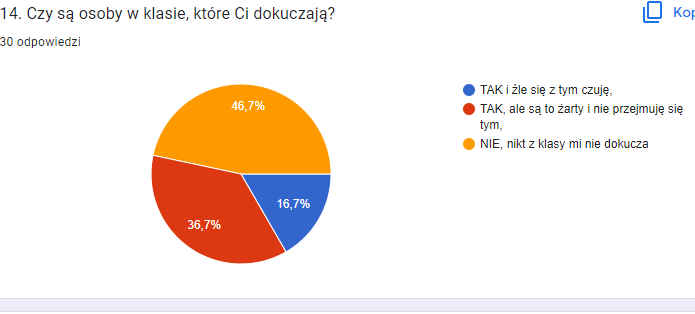 14. Czy są osoby w klasie, które Ci dokuczają?
30 odpowiedzi
TAK i źle się z tym czuję,
TAK, ale są to żarty i nie przejmuję się
tym,
NIE, nikt z klasy mi nie dokucza
46,7%
16,7%
36,7%